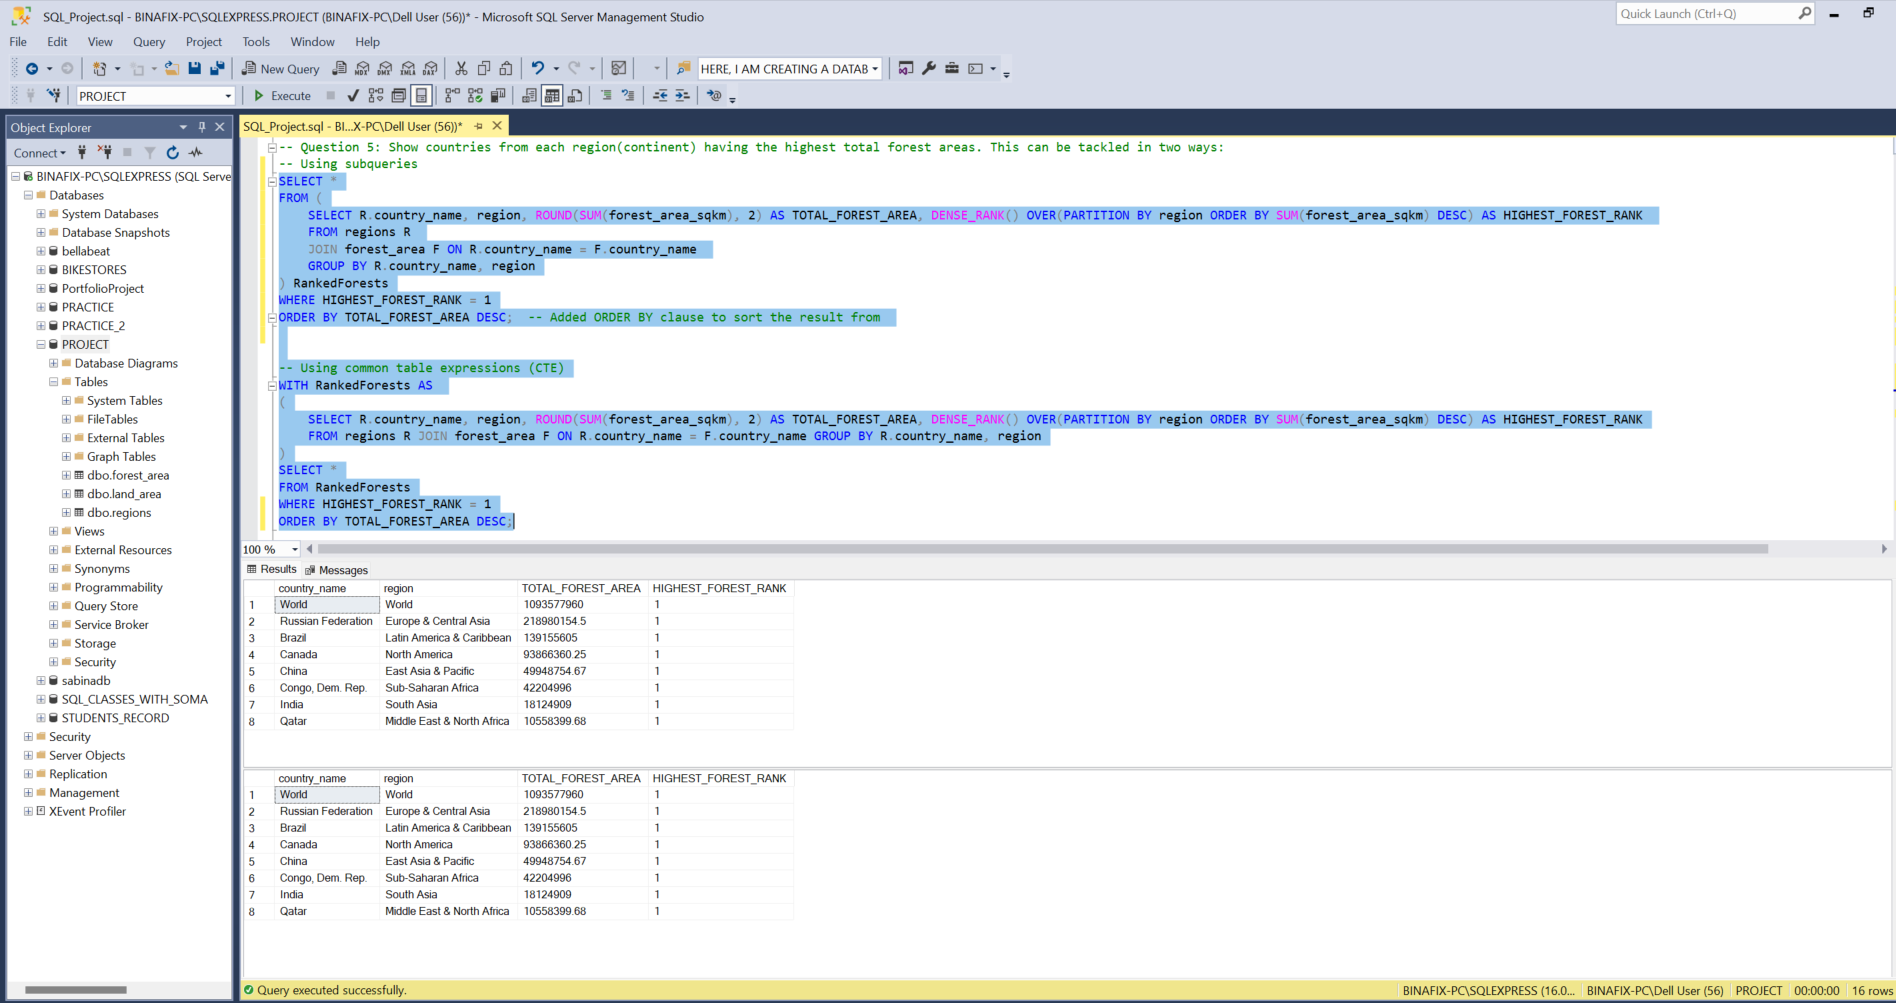 SQL_Project.sql - BINAFIX-PC\SQLEXPRESS.PROJECT (BINAFIX-PC\Dell User (56))* - Microsoft SQL Server Management Studio
Quick Launch (Ctrl+Q)
File Edit View Query Project Tools Window Help
New Query MDX DMX XMLA DAX HERE, I AM CREATING A DATAB
PROJECT Execute
Object Explorer
Connect
BINAFIX-PC\SQLEXPRESS (SQL Serve
Databases
System Databases
Database Snapshots
bellabeat
BIKESTORES
PortfolioProject
PRACTICE
PRACTICE_2
PROJECT
Database Diagrams
Tables
System Tables
FileTables
External Tables
Graph Tables
dbo.forest_area
dbo.land_area
dbo.regions
Views
External Resources
Synonyms
Programmability
Query Store
Service Broker
Storage
Security
sabinadb
SQL_CLASSES_WITH_SOMA
STUDENTS_RECORD
Security
Server Objects
Replication
Management
XEvent Profiler
SQL_Project.sql - BI...X-PC\Dell User (56))*
-- Question 5: Show countries from each region(continent) having the highest total forest areas. This can be tackled in two ways:
-- Using subqueries
SELECT *
FROM (
SELECT R.country_name, region, ROUND(SUM(forest_area_sqkm), 2) AS TOTAL_FOREST_AREA, DENSE_RANK() OVER(PARTITION BY region ORDER BY SUM(forest_area_sqkm) DESC) AS HIGHEST_FOREST_RANK
FROM regions R
JOIN forest_area F ON R.country_name = F.country_name
GROUP BY R.country_name, region
) RankedForests
WHERE HIGHEST_FOREST_RANK = 1
ORDER BY TOTAL_FOREST_AREA DESC; -- Added ORDER BY clause to sort the result from
-- Using common table expressions (CTE)
WITH RankedForests AS
(
SELECT R.country_name, region, ROUND(SUM(forest_area_sqkm), 2) AS TOTAL_FOREST_AREA, DENSE_RANK() OVER(PARTITION BY region ORDER BY SUM(forest_area_sqkm) DESC) AS HIGHEST_FOREST_RANK
FROM regions R JOIN forest_area F ON R.country_name = F.country_name GROUP BY R.country_name, region
)
SELECT *
FROM RankedForests
WHERE HIGHEST_FOREST_RANK = 1
ORDER BY TOTAL_FOREST_AREA DESC;
100 %
Results Messages
country_name region TOTAL_FOREST_AREA HIGHEST_FOREST_RANK
1 World World 1093577960 1
2 Russian Federation Europe & Central Asia 218980154.5 1
3 Brazil Latin America & Caribbean 139155605 1
4 Canada North America 93866360.25 1
5 China East Asia & Pacific 49948754.67 1
6 Congo, Dem. Rep. Sub-Saharan Africa 42204996 1
7 India South Asia 18124909 1
8 Qatar Middle East & North Africa 10558399.68 1
country_name region TOTAL_FOREST_AREA HIGHEST_FOREST_RANK
1 World World 1093577960 1
2 Russian Federation Europe & Central Asia 218980154.5 1
3 Brazil Latin America & Caribbean 139155605 1
4 Canada North America 93866360.25 1
5 China East Asia & Pacific 49948754.67 1
6 Congo, Dem. Rep. Sub-Saharan Africa 42204996 1
7 India South Asia 18124909 1
8 Qatar Middle East & North Africa 10558399.68 1
Query executed successfully. BINAFIX-PC\SQLEXPRESS (16.0... BINAFIX-PC\Dell User (56) PROJECT 00:00:00 16 rows